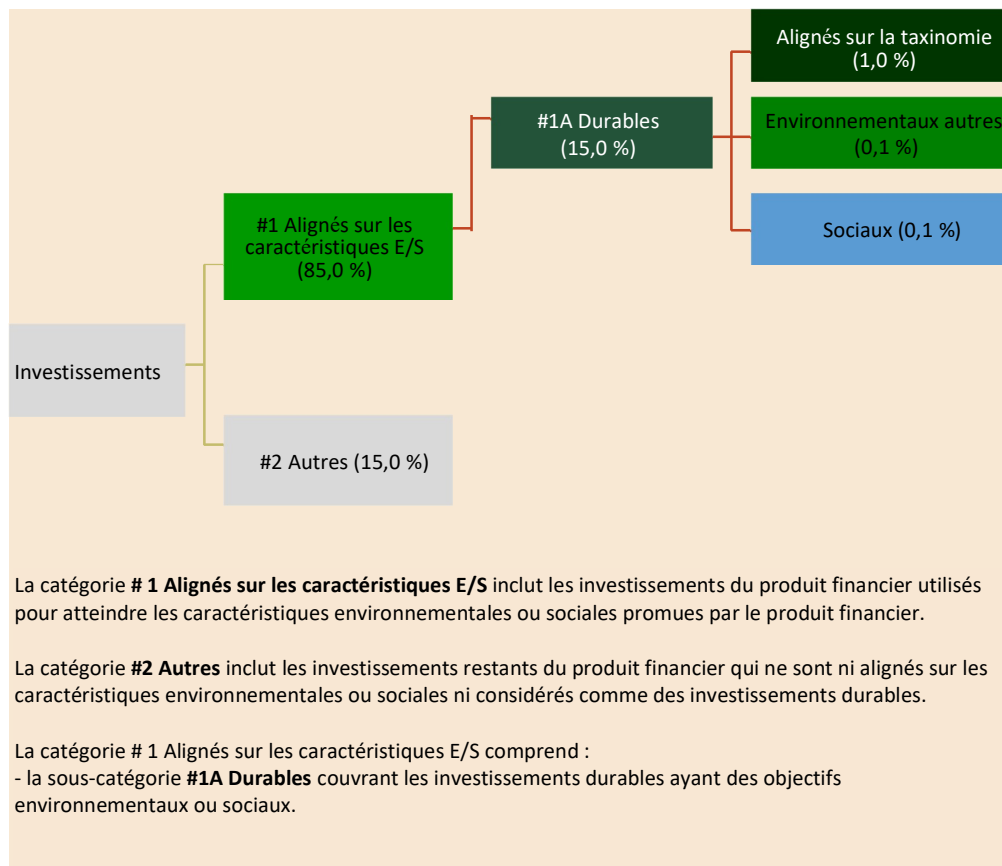 Alignés sur la taxinomie
(1,0 %)
#1A Durables
(15,0 %)
Environnementaux autres
(0,1 %)
#1 Alignés sur les
caractéristiques E/S
(85,0 %)
Sociaux (0,1 %)
Investissements
#2 Autres (15,0 %)
La catégorie # 1 Alignés sur les caractéristiques E/S inclut les investissements du produit financier utilisés
pour atteindre les caractéristiques environnementales ou sociales promues par le produit financier.
La catégorie #2 Autres inclut les investissements restants du produit financier qui ne sont ni alignés sur les
caractéristiques environnementales ou sociales ni considérés comme des investissements durables.
La catégorie # 1 Alignés sur les caractéristiques E/S comprend :
- la sous-catégorie #1A Durables couvrant les investissements durables ayant des objectifs
environnementaux ou sociaux.